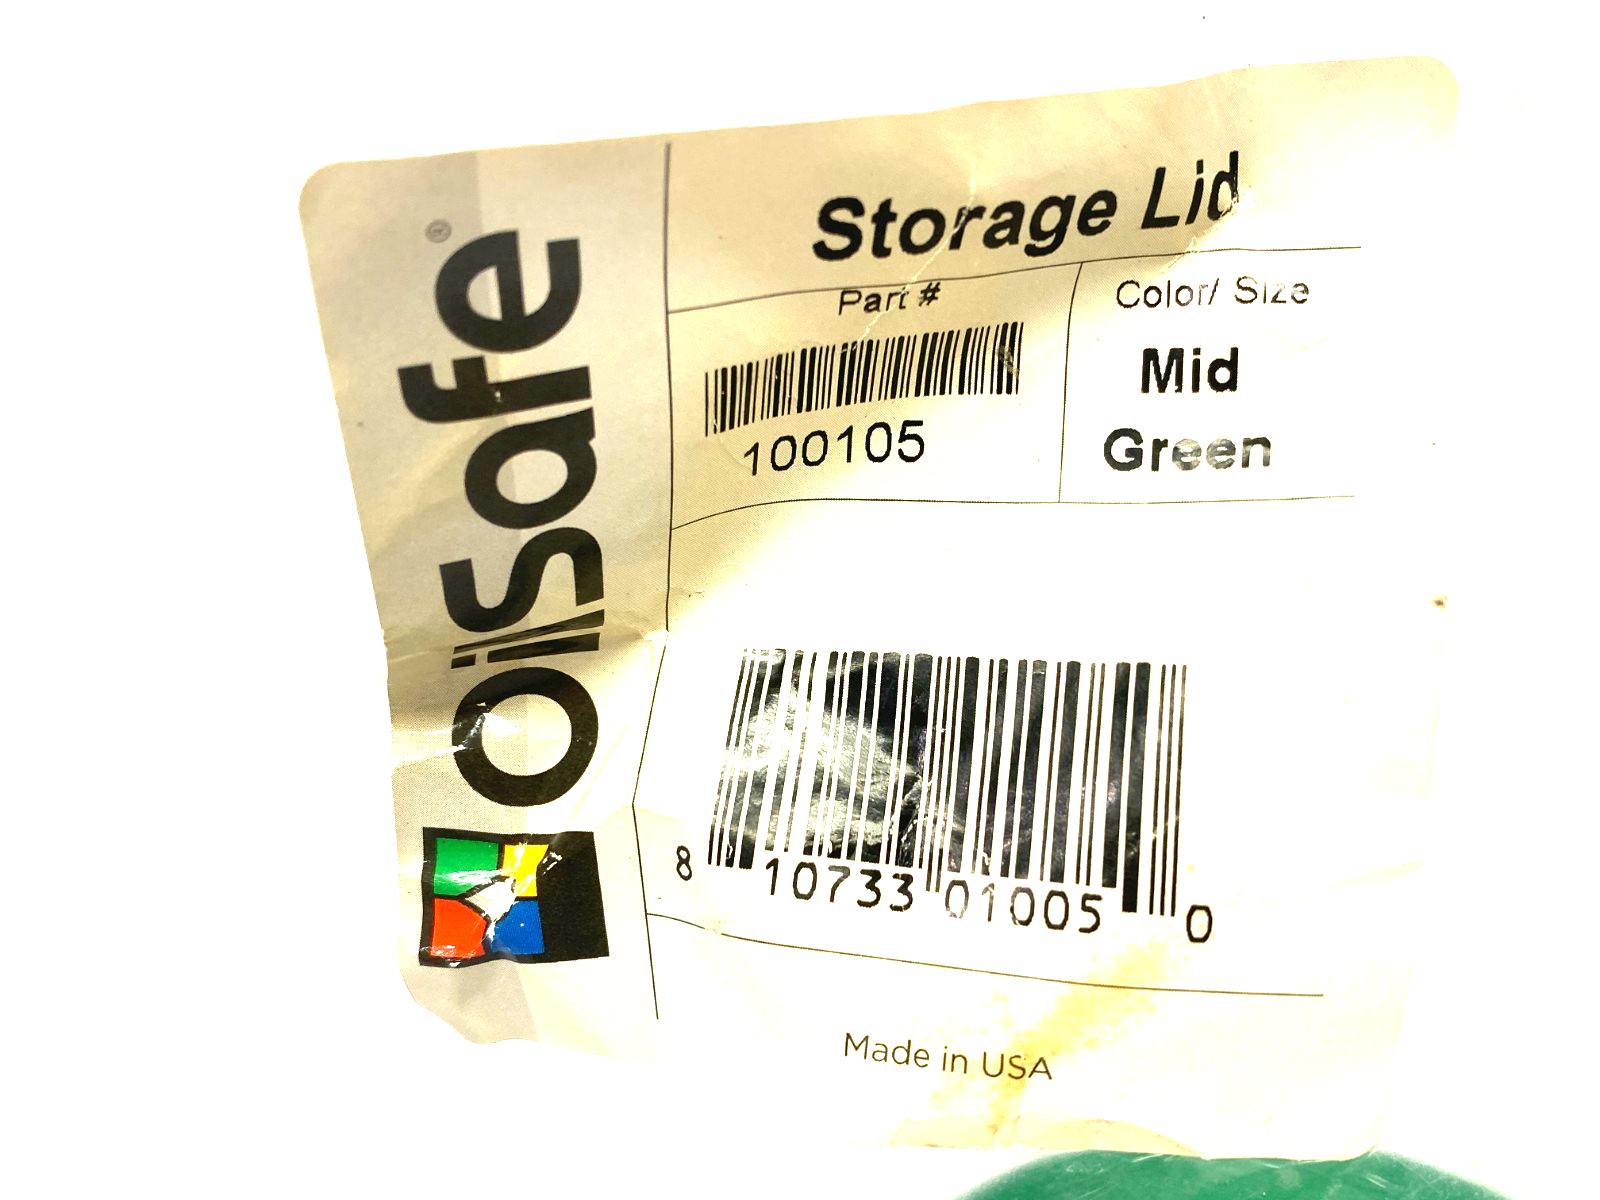 OilSafe®
Storage Lid
Part #
Color/ Size
100105
Mid
Green
8 10733 01005 0
Made in USA